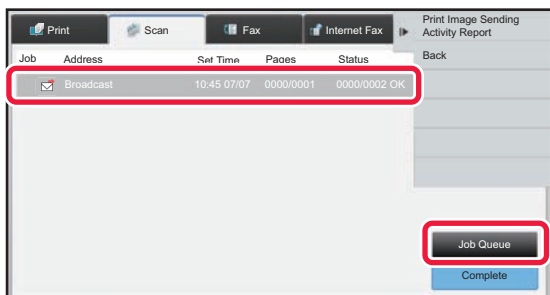 Print Scan Fax Internet Fax
Print Image Sending
Activity Report
Job Address Set Time Pages Status
Back
Broadcast 10:45 07/07 0000/0001 0000/0002 OK
Job Queue
Complete